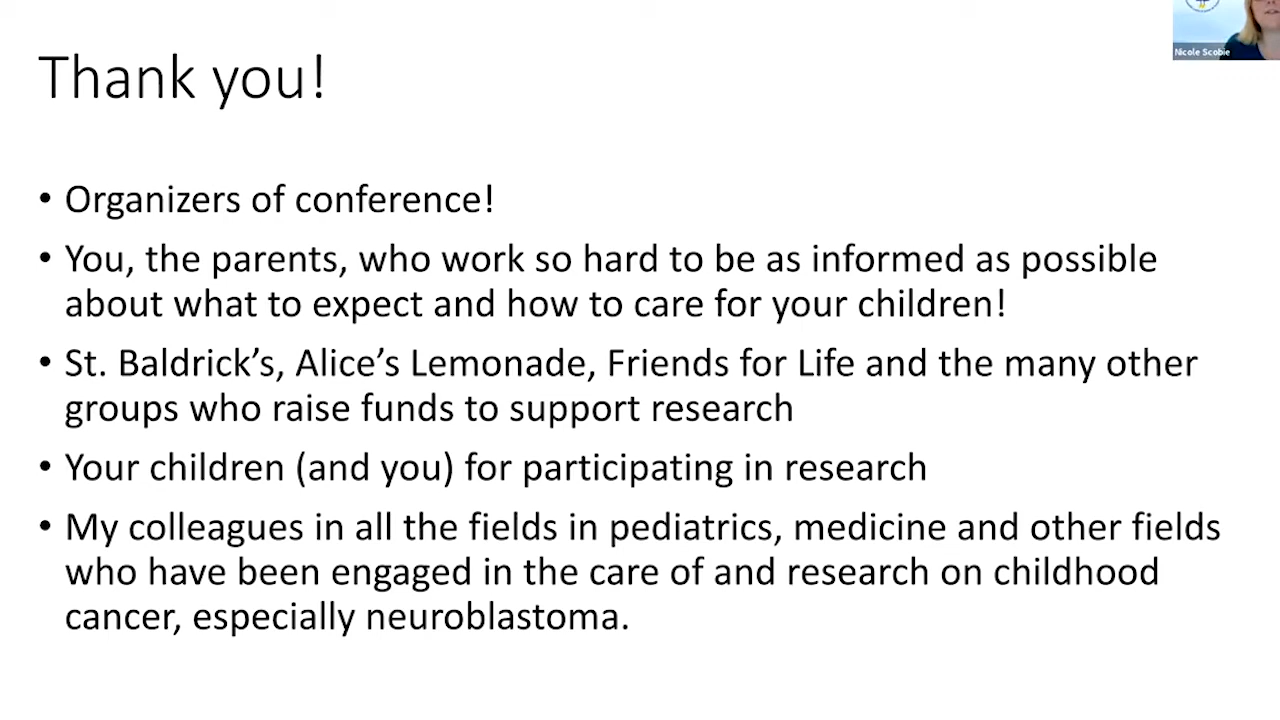 Nicole Scobie
Thank you!
• Organizers of conference!
• You, the parents, who work so hard to be as informed as possible
about what to expect and how to care for your children!
• St. Baldrick’s, Alice’s Lemonade, Friends for Life and the many other
groups who raise funds to support research
• Your children (and you) for participating in research
• My colleagues in all the fields in pediatrics, medicine and other fields
who have been engaged in the care of and research on childhood
cancer, especially neuroblastoma.